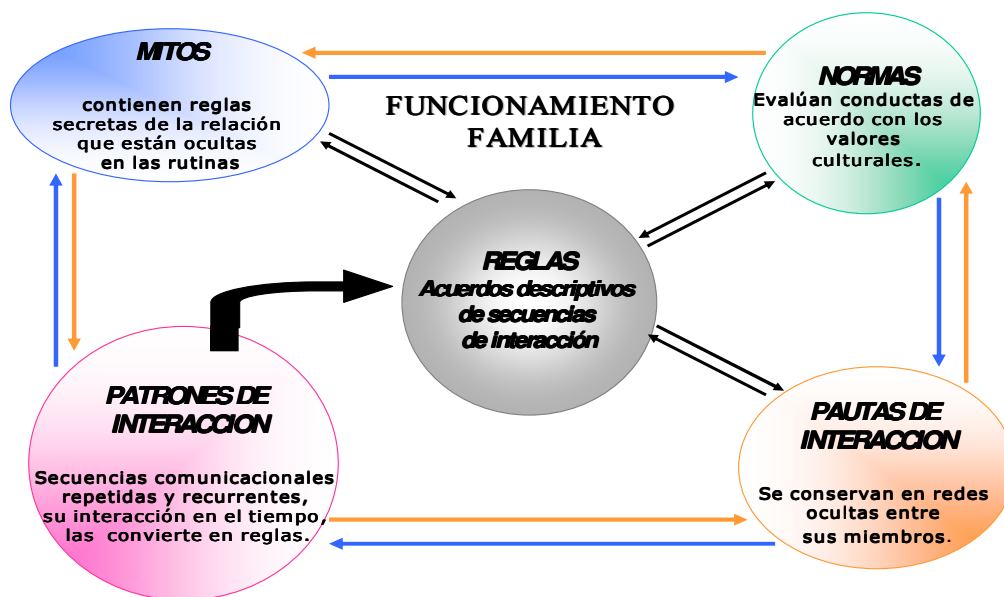 MITOS
contienen reglas
secretas de la relación
que están ocultas
en las rutinas
FUNCIONAMIENTO
FAMILIA
NORMAS
Evalúan conductas de
acuerdo con los
valores
culturales.
REGLAS
Acuerdos descriptivos
de secuencias
de interacción
PATRONES DE
INTERACCION
Secuencias comunicacionales
repetidas y recurrentes,
su interacción en el tiempo,
las convierte en reglas.
PAUTAS DE
INTERACCION
Se conservan en redes
ocultas entre
sus miembros.